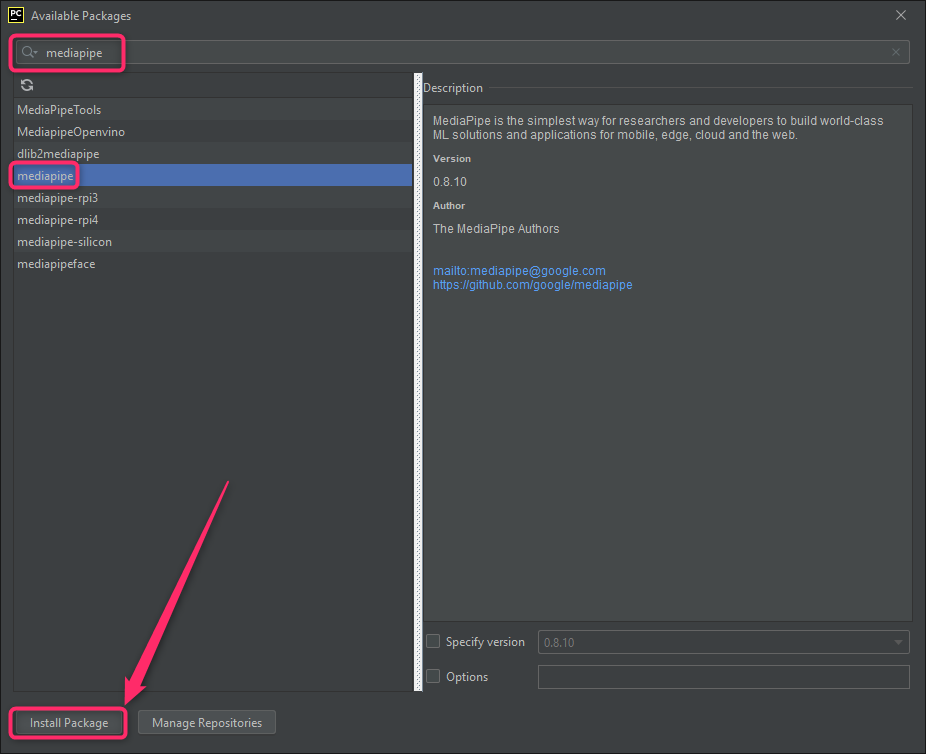 PC Available Packages
mediapipe
MediaPipeTools
MediapipeOpenvino
dlib2mediapipe
mediapipe
mediapipe-rpi3
mediapipe-rpi4
mediapipe-silicon
mediapipeface
Description
MediaPipe is the simplest way for researchers and developers to build world-class
ML solutions and applications for mobile, edge, cloud and the web.
Version
0.8.10
Author
The MediaPipe Authors
mailto:mediapipe@google.com
https://github.com/google/mediapipe
Specify version 0.8.10
Options
Install Package Manage Repositories